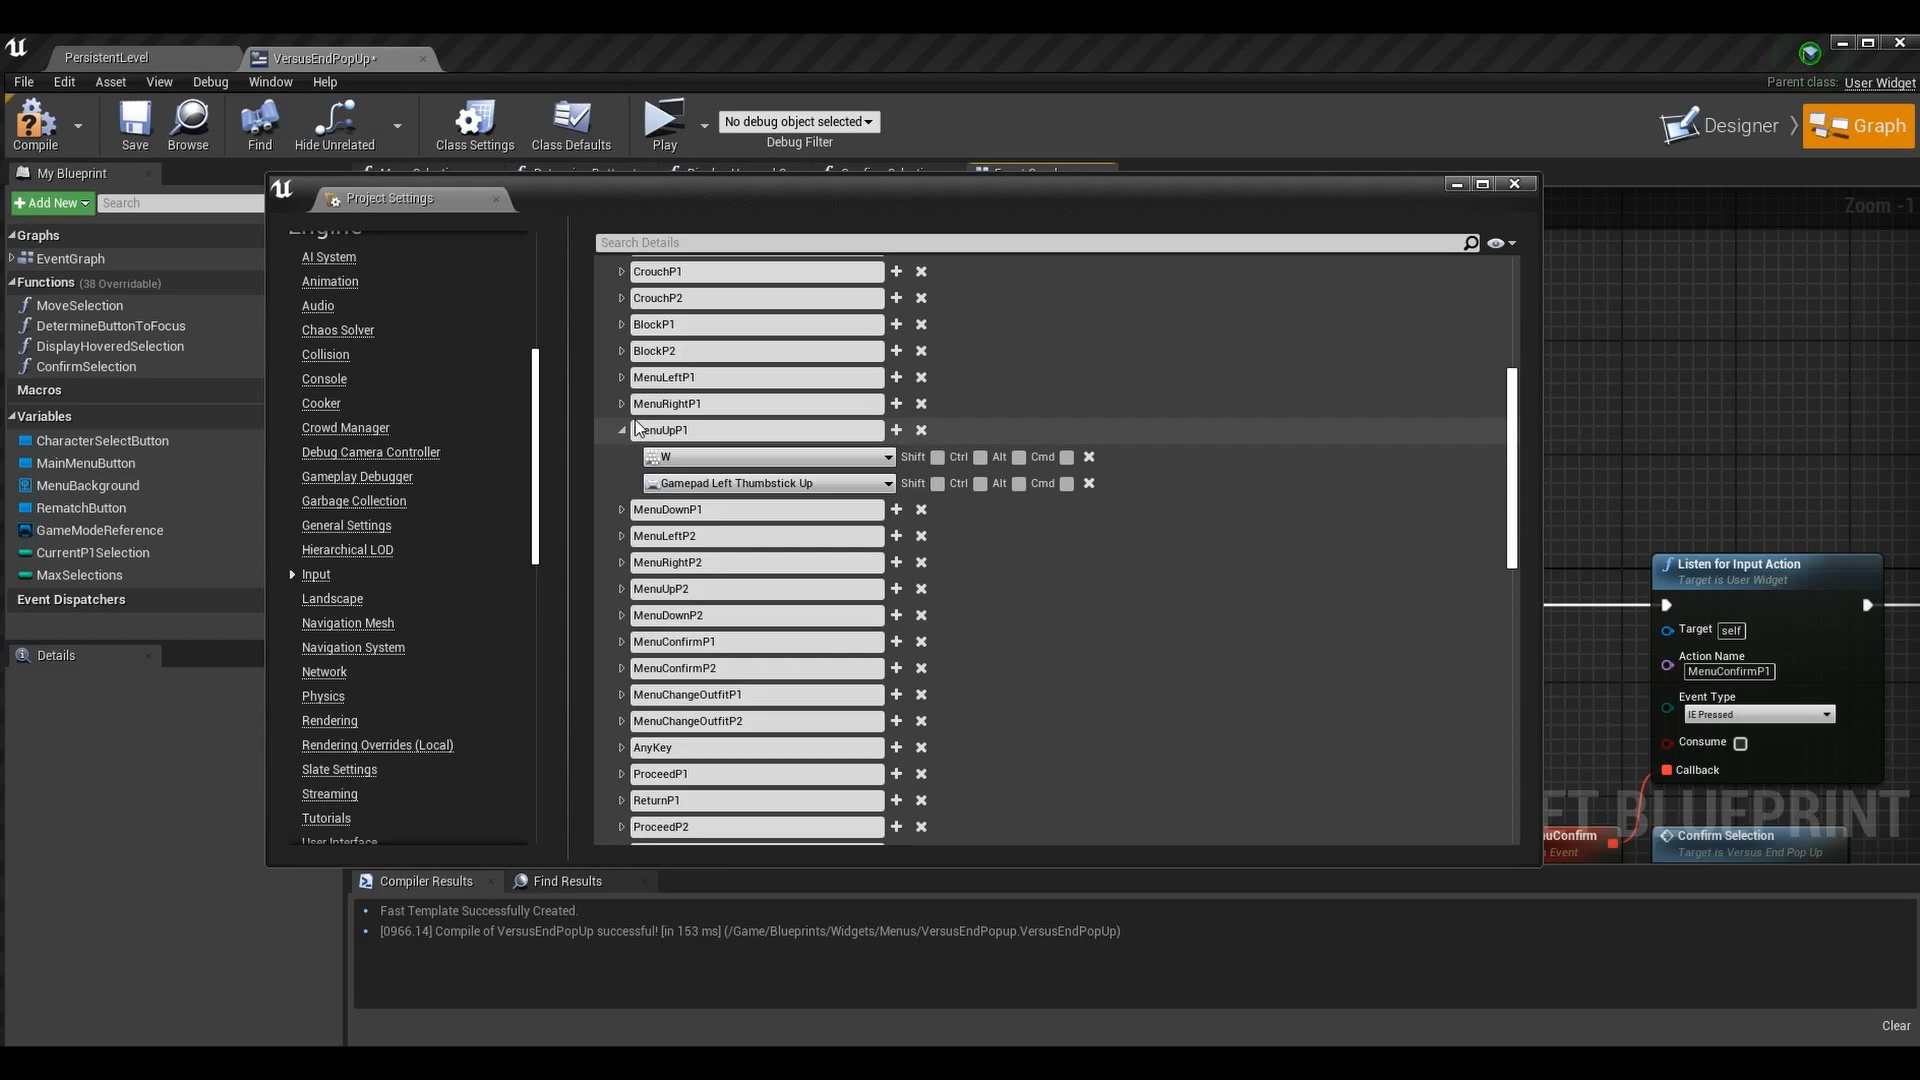 PersistentLevel
VersusEndPopUp*
File Edit Asset View Debug Window Help
Parent class: User Widget
Compile
Save
Browse
Find
Hide Unrelated
Class Settings
Class Defaults
Play
No debug object selected
Debug Filter
Designer
Graph
My Blueprint
Add New
Search
Zoom -1
Graphs
EventGraph
Functions (38 Overridable)
MoveSelection
DetermineButtonToFocus
DisplayHoveredSelection
ConfirmSelection
Macros
Variables
CharacterSelectButton
MainMenuButton
MenuBackground
RematchButton
GameModeReference
CurrentP1Selection
MaxSelections
Event Dispatchers
Details
Project Settings
Engine
AI System
Animation
Audio
Chaos Solver
Collision
Console
Cooker
Crowd Manager
Debug Camera Controller
Gameplay Debugger
Garbage Collection
General Settings
Hierarchical LOD
Input
Landscape
Navigation Mesh
Navigation System
Network
Physics
Rendering
Rendering Overrides (Local)
Slate Settings
Streaming
Tutorials
User Interface
Search Details
CrouchP1
CrouchP2
BlockP1
BlockP2
MenuLeftP1
MenuRightP1
enuUpP1
W Shift Ctrl Alt Cmd
Gamepad Left Thumbstick Up Shift Ctrl Alt Cmd
MenuDownP1
MenuLeftP2
MenuRightP2
MenuUpP2
MenuDownP2
MenuConfirmP1
MenuConfirmP2
MenuChangeOutfitP1
MenuChangeOutfitP2
AnyKey
ProceedP1
ReturnP1
ProceedP2
Listen for Input Action
Target is User Widget
Target self
Action Name
MenuConfirmP1
Event Type
IE Pressed
Consume
Callback
ET BLUEPRINT
nuConfirm
Event
Confirm Selection
Target is Versus End Pop Up
Compiler Results
Find Results
Fast Template Successfully Created.
[0966.14] Compile of VersusEndPopUp successful! [in 153 ms] (/Game/Blueprints/Widgets/Menus/VersusEndPopup.VersusEndPopUp)
Clear